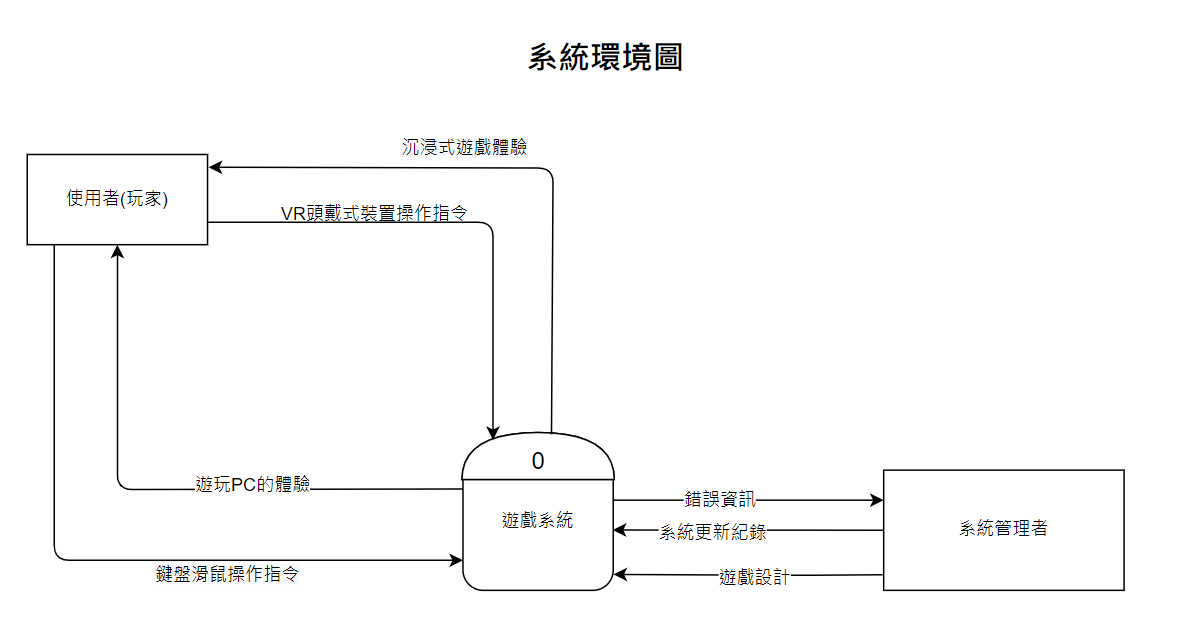 系統環境圖
沉浸式遊戲體驗
使用者(玩家)
VR頭戴式裝置操作指令
0
遊玩PC的體驗
錯誤資訊
遊戲系統
系統管理者
系統更新紀錄
鍵盤滑鼠操作指令
遊戲設計